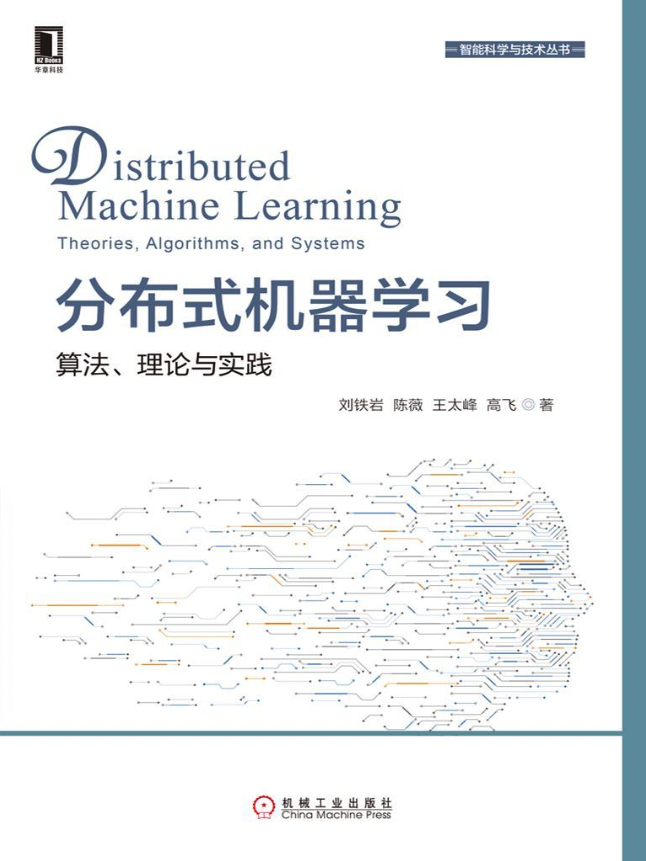 HZ Books
华章科技
智能科学与技术丛书
Distributed
Machine Learning
Theories, Algorithms, and Systems
分布式机器学习
算法、理论与实践
刘铁岩 陈薇 王太峰 高飞 ◎ 著
机械工业出版社
China Machine Press